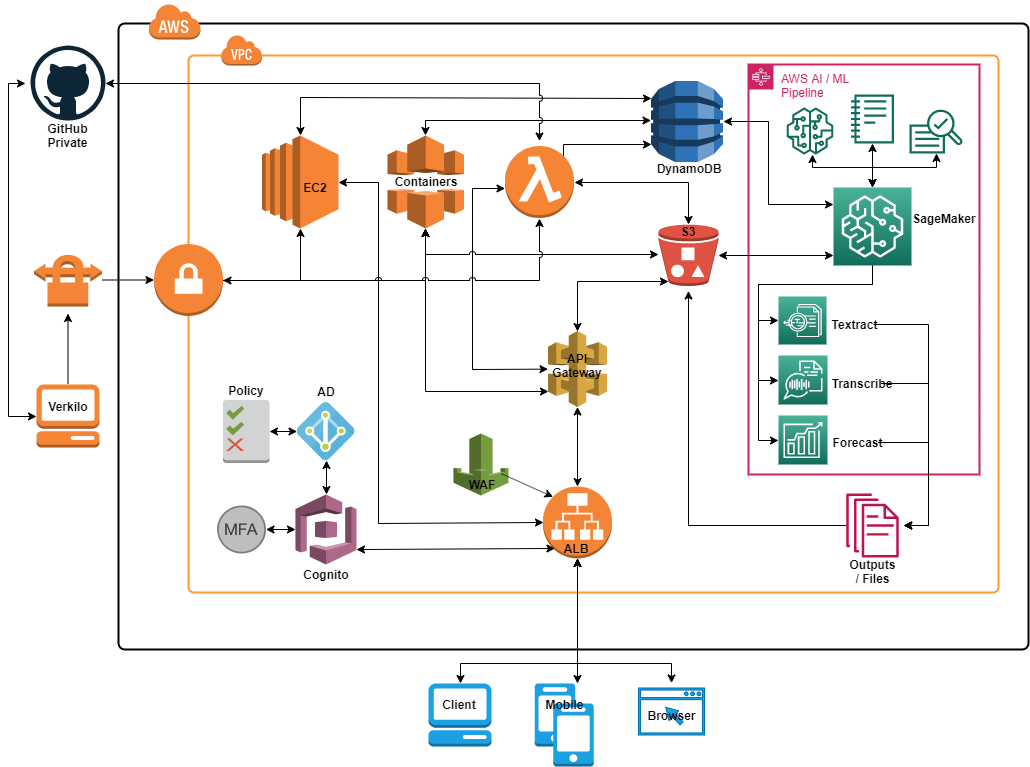 AWS
VPC
AWS AI / ML
Pipeline
GitHub
Private
DynamoDB
EC2
Containers
SageMaker
S3
Textract
API
Gateway
Transcribe
Policy
AD
Verkilo
Forecast
WAF
MFA
ALB
Cognito
Outputs
/ Files
Client
Mobile
Browser